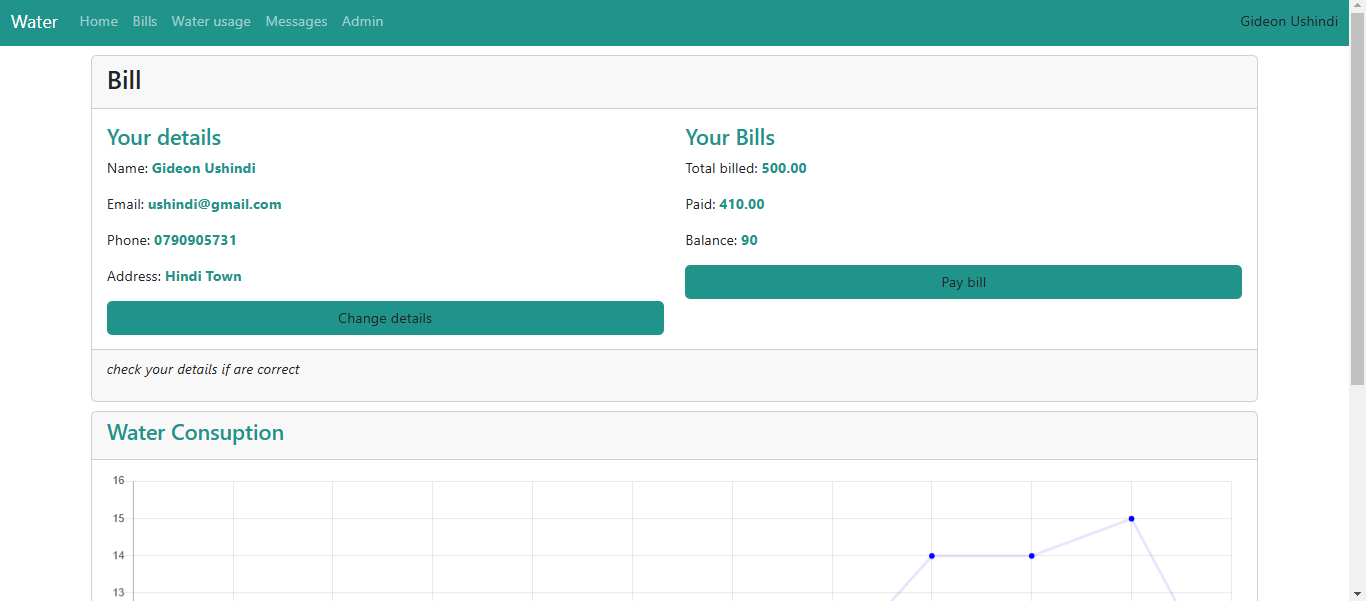 Water Home Bills Water usage Messages Admin Gideon Ushindi
Bill
Your details
Name: Gideon Ushindi
Email: ushindi@gmail.com
Phone: 0790905731
Address: Hindi Town
Change details
Your Bills
Total billed: 500.00
Paid: 410.00
Balance: 90
Pay bill
check your details if are correct
Water Consuption
16
15
14
13